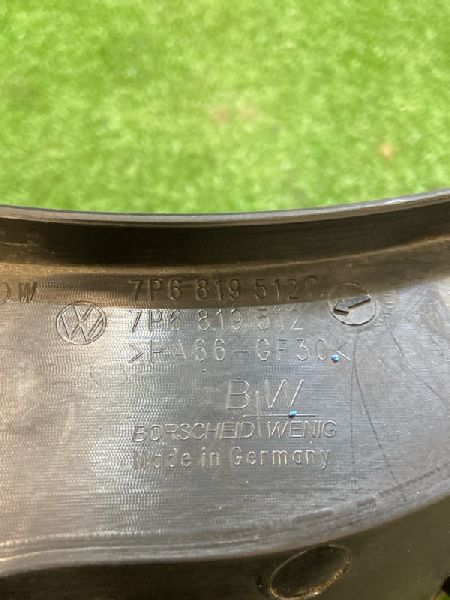 7P6 819 512C
7P6 819 512
>PA66-GF30<
BW
BORSCHEID WENIG
Made in Germany